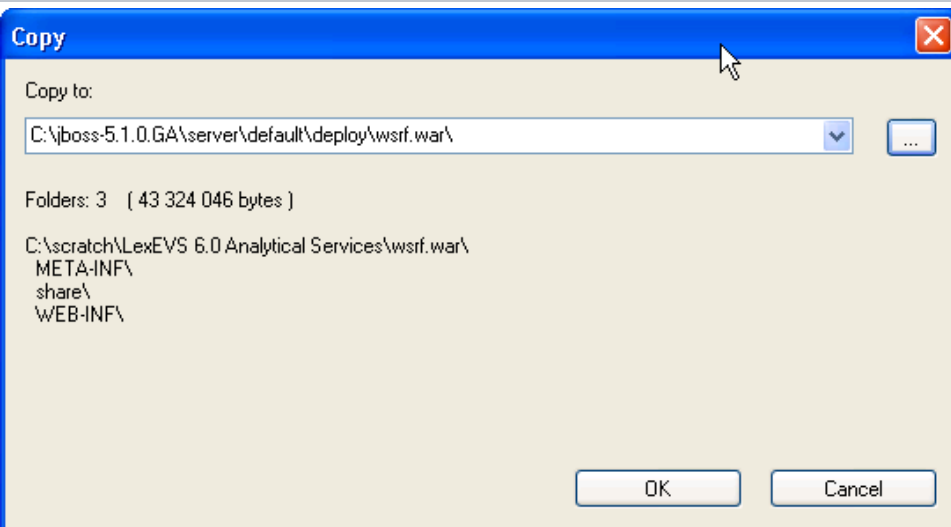 Copy
Copy to:
C:\jboss-5.1.0.GA\server\default\deploy\wsrf.war\
...
Folders: 3 ( 43 324 046 bytes )
C:\scratch\LexEVS 6.0 Analytical Services\wsrf.war\
META-INF\
share\
WEB-INF\
OK Cancel